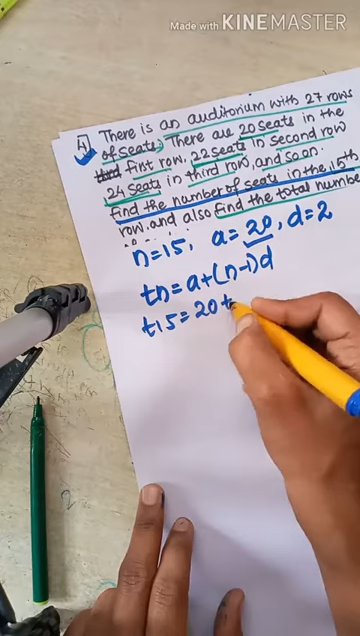 Made with KINEMASTER
4] There is an auditorium with 27 rows
of seats. There are 20 seats in the
first row, 22 seats in second row
24 seats in third row, and so on.
find the number of seats in the 15th
row. and also find the total number
n=15, a=20, d=2
tn=a+(n-1)d
t15=20+